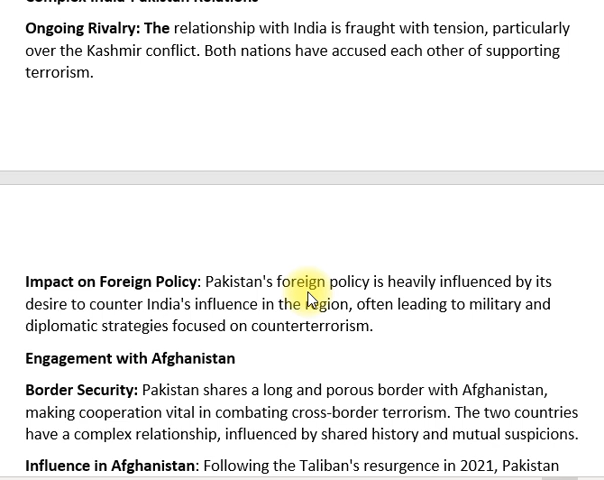 Complex India-Pakistan Relations
Ongoing Rivalry: The relationship with India is fraught with tension, particularly
over the Kashmir conflict. Both nations have accused each other of supporting
terrorism.
Impact on Foreign Policy: Pakistan's foreign policy is heavily influenced by its
desire to counter India's influence in the region, often leading to military and
diplomatic strategies focused on counterterrorism.
Engagement with Afghanistan
Border Security: Pakistan shares a long and porous border with Afghanistan,
making cooperation vital in combating cross-border terrorism. The two countries
have a complex relationship, influenced by shared history and mutual suspicions.
Influence in Afghanistan: Following the Taliban's resurgence in 2021, Pakistan